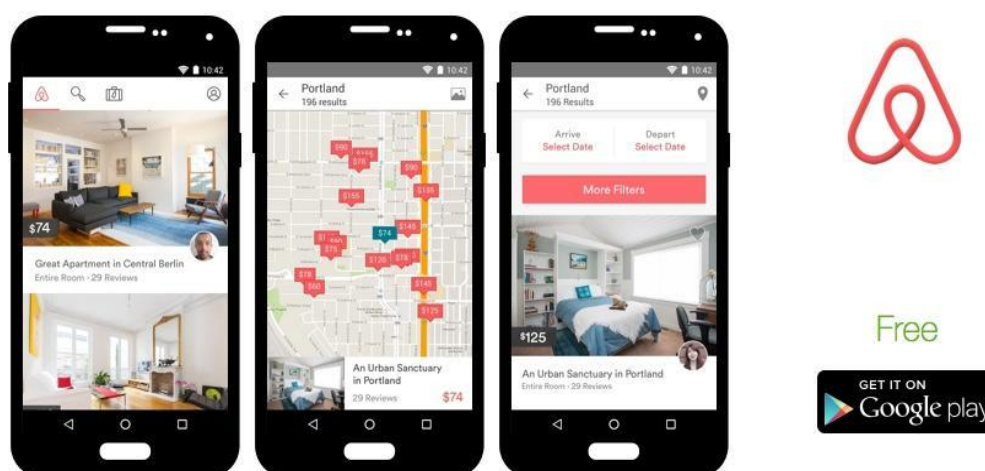 10:42
$74
Great Apartment in Central Berlin
Entire Room · 29 Reviews
10:42
Portland
196 results
$90
$78
$90
$155
$135
$74
$145
$75
$120
$78
$78
$60
$145
$125
An Urban Sanctuary
in Portland
29 Reviews
$74
10:42
Portland
196 Results
Arrive
Select Date
Depart
Select Date
More Filters
$125
An Urban Sanctuary in Portland
Entire Room · 29 Reviews
Free
GET IT ON
Google play